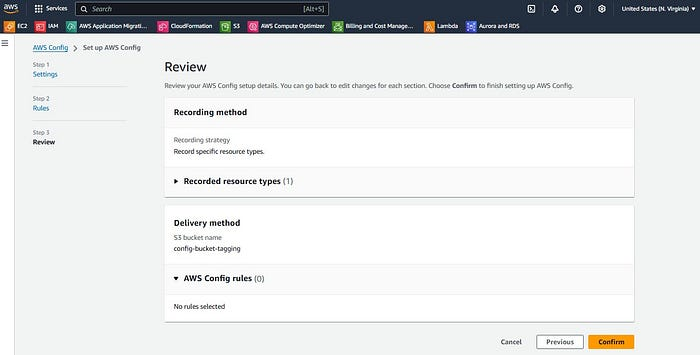 aws
Services
Search
[Alt+S]
United States (N. Virginia)
EC2
IAM
AWS Application Migrati...
CloudFormation
S3
AWS Compute Optimizer
Billing and Cost Manage...
Lambda
Aurora and RDS
AWS Config > Set up AWS Config
Step 1
Settings
Step 2
Rules
Step 3
Review
Review
Review your AWS Config setup details. You can go back to edit changes for each section. Choose Confirm to finish setting up AWS Config.
Recording method
Recording strategy
Record specific resource types.
Recorded resource types (1)
Delivery method
S3 bucket name
config-bucket-tagging
AWS Config rules (0)
No rules selected
Cancel
Previous
Confirm